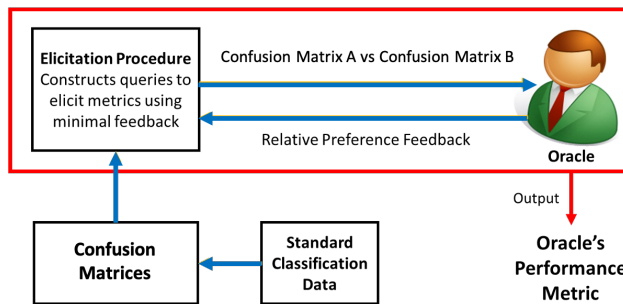 Elicitation Procedure
Constructs queries to
elicit metrics using
minimal feedback
Confusion Matrix A vs Confusion Matrix B
Relative Preference Feedback
Oracle
Output
Confusion
Matrices
Standard
Classification
Data
Oracle's
Performance
Metric